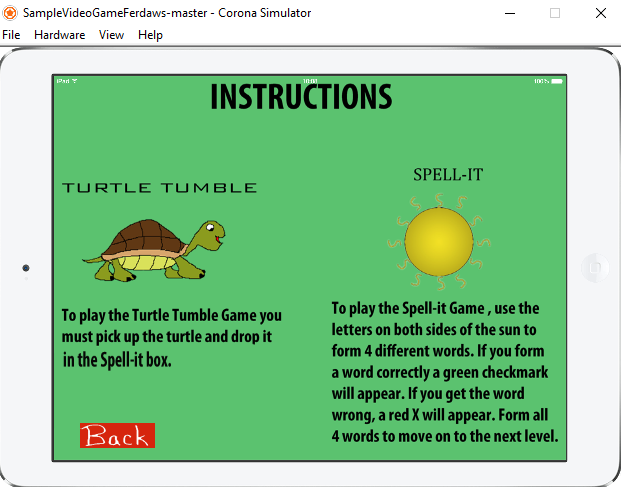 SampleVideoGameFerdaws-master - Corona Simulator
File Hardware View Help
iPad
100%
INSTRUCTIONS
TURTLE TUMBLE
To play the Turtle Tumble Game you
must pick up the turtle and drop it
in the Spell-it box.
Back
SPELL-IT
To play the Spell-it Game , use the
letters on both sides of the sun to
form 4 different words. If you form
a word correctly a green checkmark
will appear. If you get the word
wrong, a red X will appear. Form all
4 words to move on to the next level.